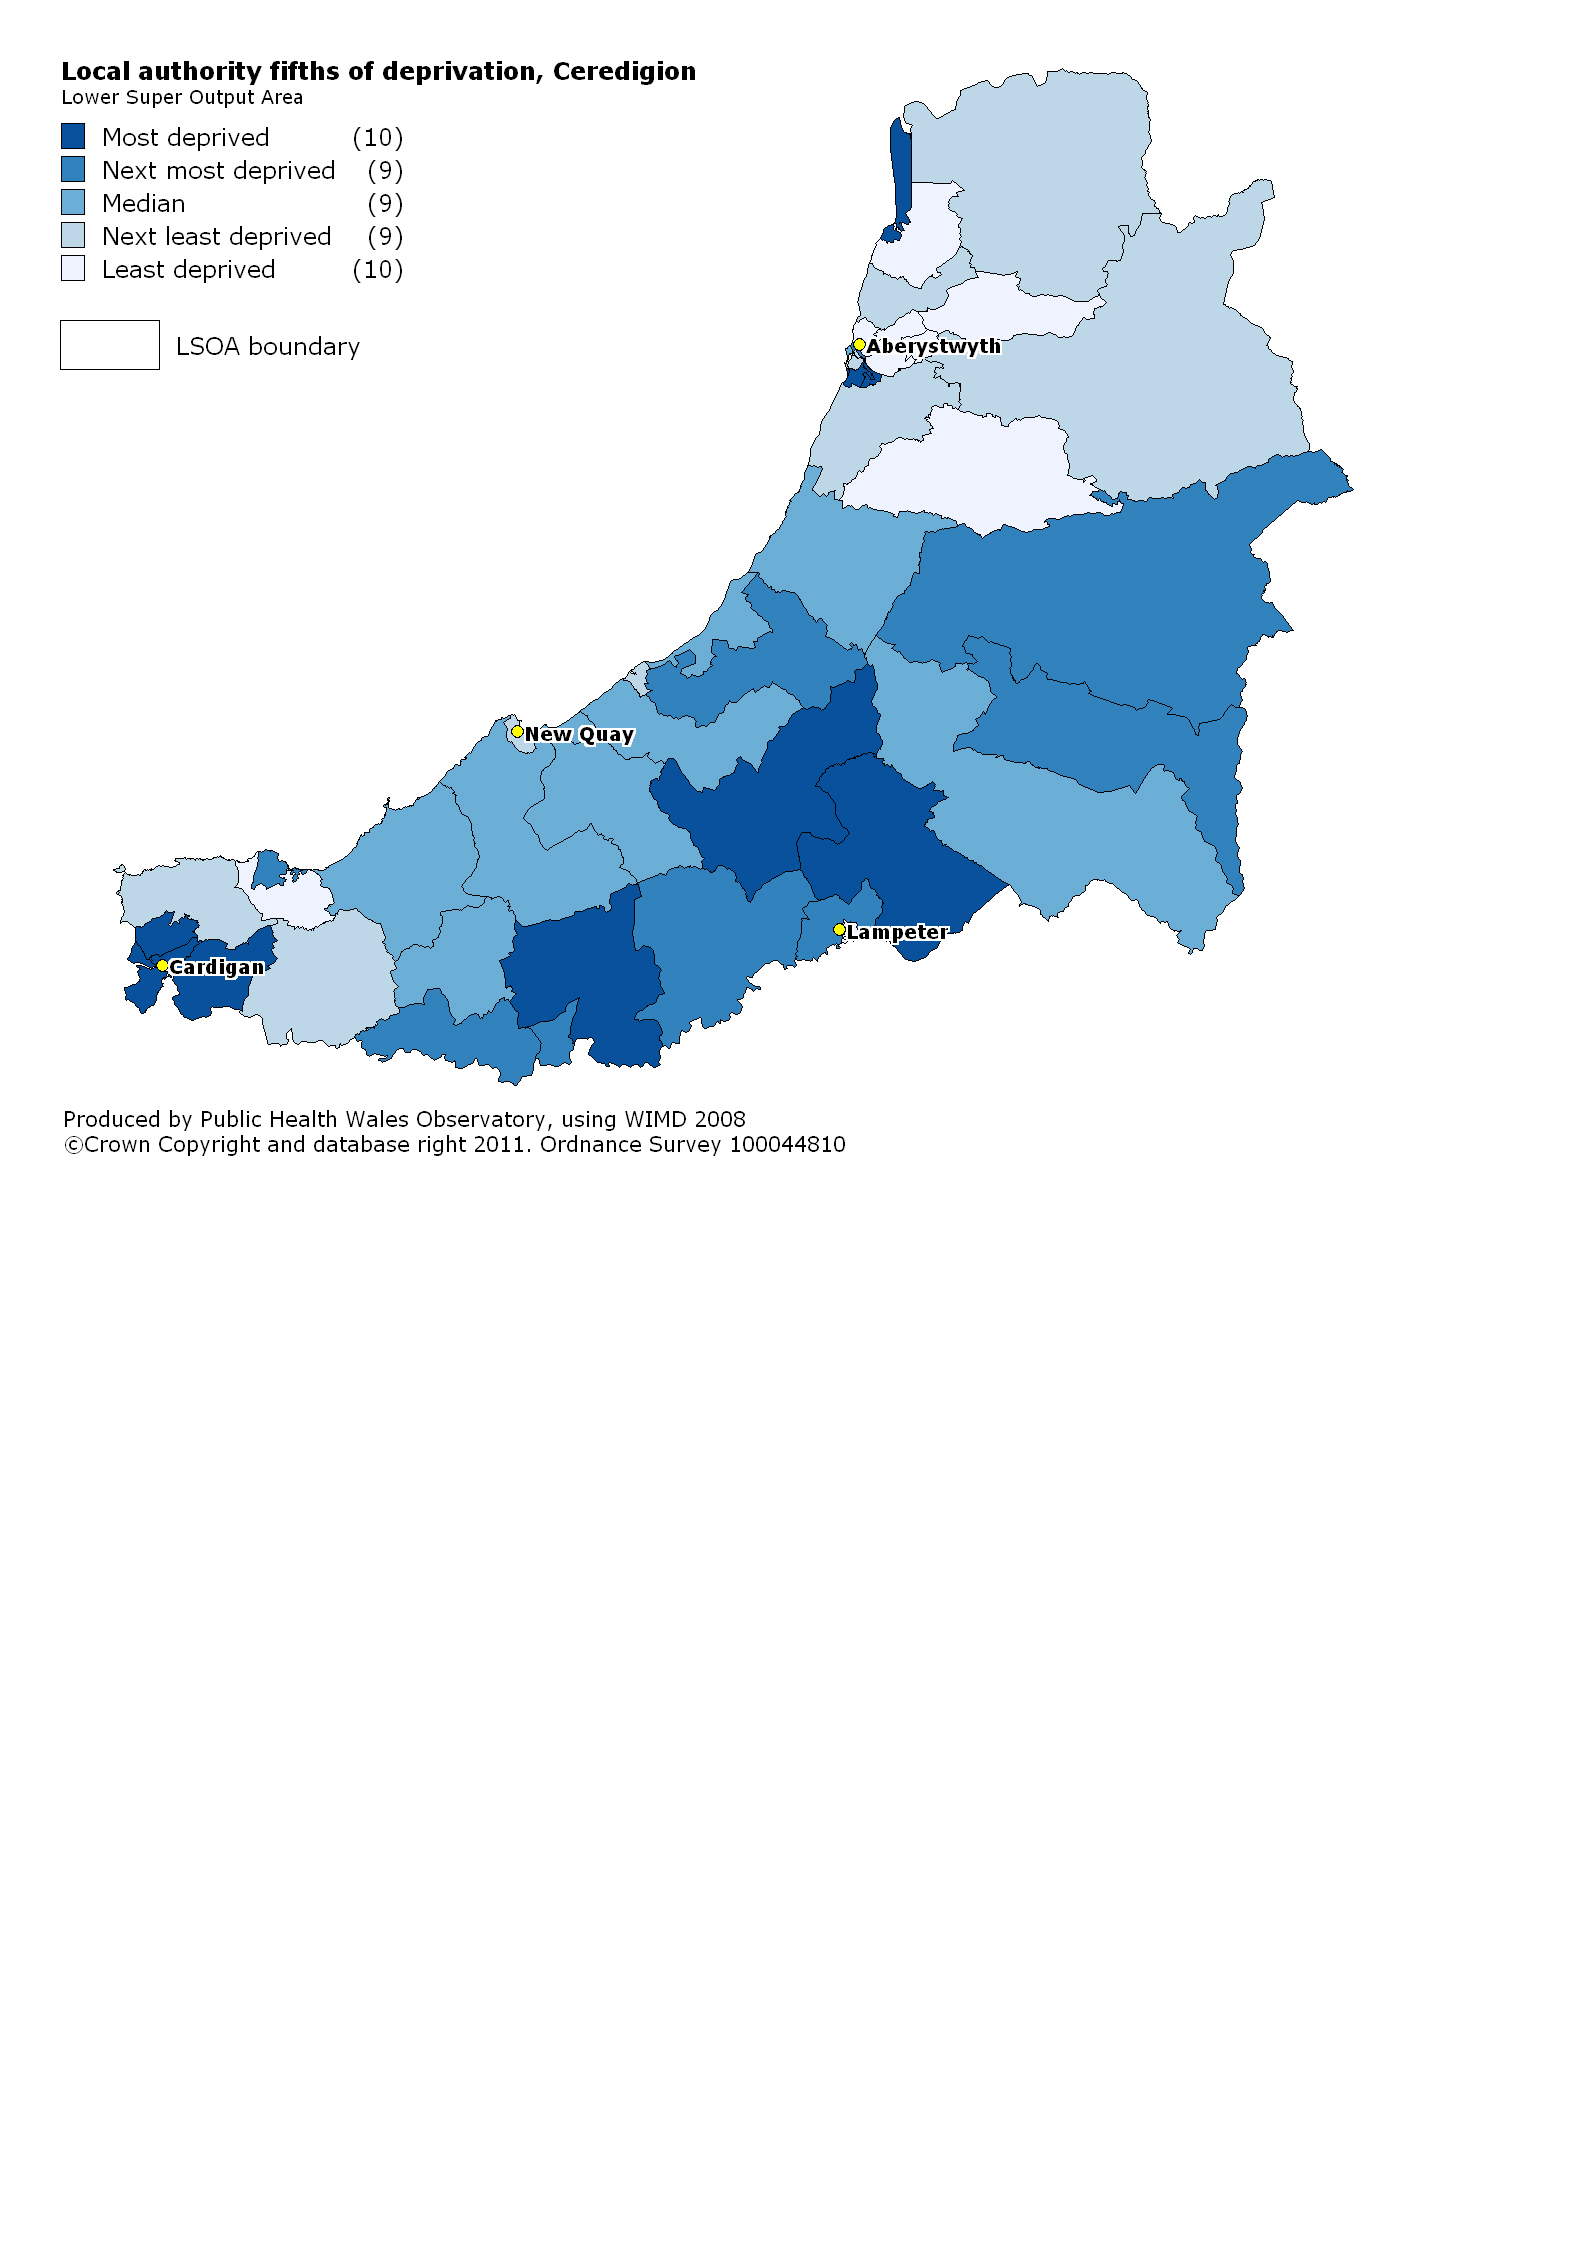 Local authority fifths of deprivation, Ceredigion
Lower Super Output Area
Most deprived (10)
Next most deprived (9)
Median (9)
Next least deprived (9)
Least deprived (10)
LSOA boundary
Aberystwyth
New Quay
Lampeter
Cardigan
Produced by Public Health Wales Observatory, using WIMD 2008
©Crown Copyright and database right 2011. Ordnance Survey 100044810